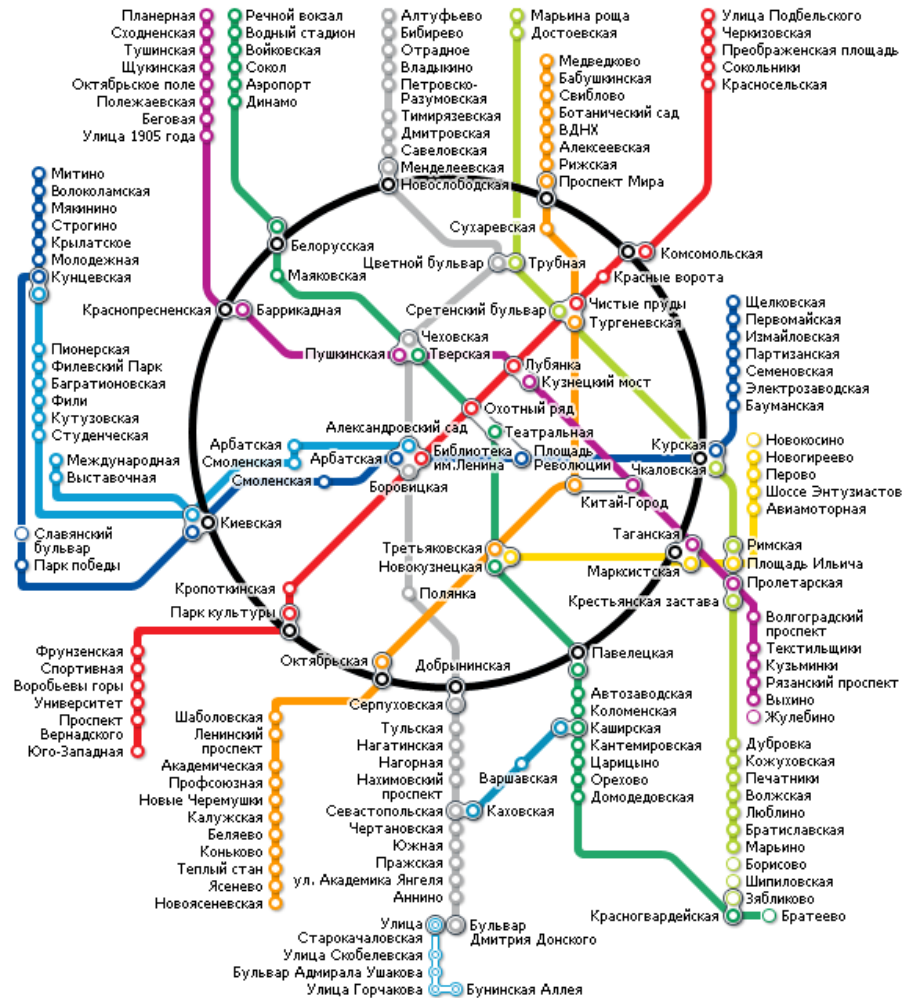 Планерная
Сходненская
Тушинская
Щукинская
Октябрьское поле
Полежаевская
Беговая
Улица 1905 года
Речной вокзал
Водный стадион
Войковская
Сокол
Аэропорт
Динамо
Алтуфьево
Бибирево
Отрадное
Владыкино
Петровско-
Разумовская
Тимирязевская
Дмитровская
Савеловская
Менделеевская
Новослободская
Марьина роща
Достоевская
Медведково
Бабушкинская
Свиблово
Ботанический сад
ВДНХ
Алексеевская
Рижская
Проспект Мира
Улица Подбельского
Черкизовская
Преображенная площадь
Сокольники
Красносельская
Митино
Волоколамская
Мякинино
Строгино
Крылатское
Молодежная
Кунцевская
Сухаревская
Белорусская
Маяковская
Цветной бульвар
Трубная
Комсомольская
Красные ворота
Краснопресненская
Баррикадная
Сретенский бульвар
Чистые пруды
Тургеневская
Щелковская
Первомайская
Измайловская
Партизанская
Семеновская
Электрозаводская
Бауманская
Чеховская
Пушкинская
Тверская
Лубянка
Кузнецкий мост
Пионерская
Филевский Парк
Багратионовская
Фили
Кутузовская
Студенческая
Международная
Выставочная
Охотный ряд
Театральная
Площадь
Революции
Александровский сад
Арбатская
Смоленская
Арбатская
Смоленская
Библиотека
им.Ленина
Боровицкая
Курская
Чкаловская
Новокосино
Новогиреево
Перово
Шоссе Энтузиастов
Авиамоторная
Китай-Город
Киевская
Славянский
бульвар
Парк победы
Таганская
Марксистская
Римская
Площадь Ильича
Пролетарская
Крестьянская застава
Третьяковская
Новокузнецкая
Полянка
Кропоткинская
Парк культуры
Волгоградский
проспект
Текстильщики
Кузьминки
Рязанский проспект
Выхино
Жулебино
Фрунзенская
Спортивная
Воробьевы горы
Университет
Проспект
Вернадского
Юго-Западная
Октябрьская
Добрынинская
Серпуховская
Павелецкая
Автозаводская
Коломенская
Каширская
Кантемировская
Царицыно
Орехово
Домодедовская
Шаболовская
Ленинский
проспект
Академическая
Профсоюзная
Новые Черемушки
Калужская
Беляево
Коньково
Теплый стан
Ясенево
Новоясеневская
Тульская
Нагатинская
Нагорная
Нахимовский
проспект
Севастопольская
Чертановская
Южная
Пражская
ул. Академика Янгеля
Аннино
Варшавская
Каховская
Дубровка
Кожуховская
Печатники
Волжская
Люблино
Братиславская
Марьино
Борисово
Шипиловская
Зябликово
Красногвардейская
Братеево
Улица
Старокачаловская
Бульвар
Дмитрия Донского
Улица Скобелевская
Бульвар Адмирала Ушакова
Улица Горчакова
Бунинская Аллея